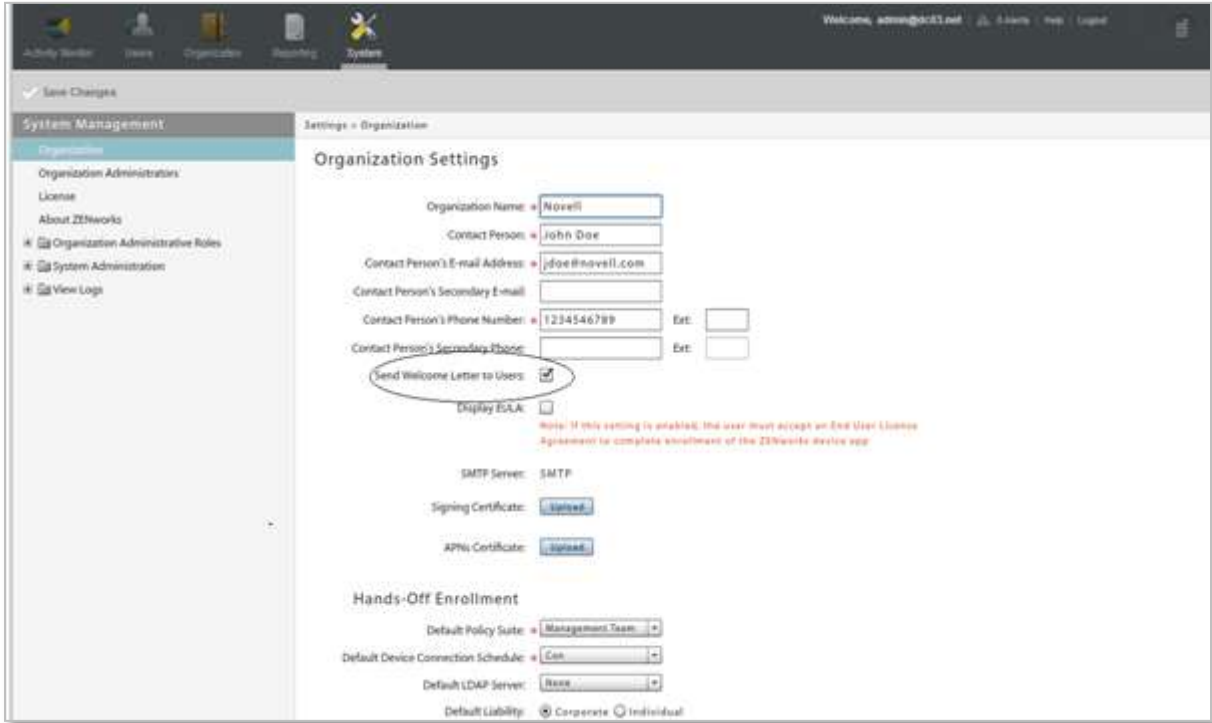 Welcome, admin@dc03.net | Alerts | Help | Logout
Activity Monitor Users Organization Reporting System
Save Changes
System Management
Settings > Organization
Organization
Organization Settings
Organization Administrators
License
About ZENworks
Organization Administrative Roles
System Administration
View Logs
Organization Name: * Novell
Contact Person: * John Doe
Contact Person's E-mail Address: * jdoe@novell.com
Contact Person's Secondary E-mail:
Contact Person's Phone Number: * 1234546789 Ext:
Contact Person's Secondary Phone: Ext:
Send Welcome Letter to Users:
Display EULA:
Note: If this setting is enabled, the user must accept an End User License
Agreement to complete enrollment of the ZENworks device app
SMTP Server: SMTP
Signing Certificate: Upload
APNs Certificate: Upload
Hands-Off Enrollment
Default Policy Suite: * Management Team
Default Device Connection Schedule: * Con
Default LDAP Server: None
Default Liability: Corporate Individual